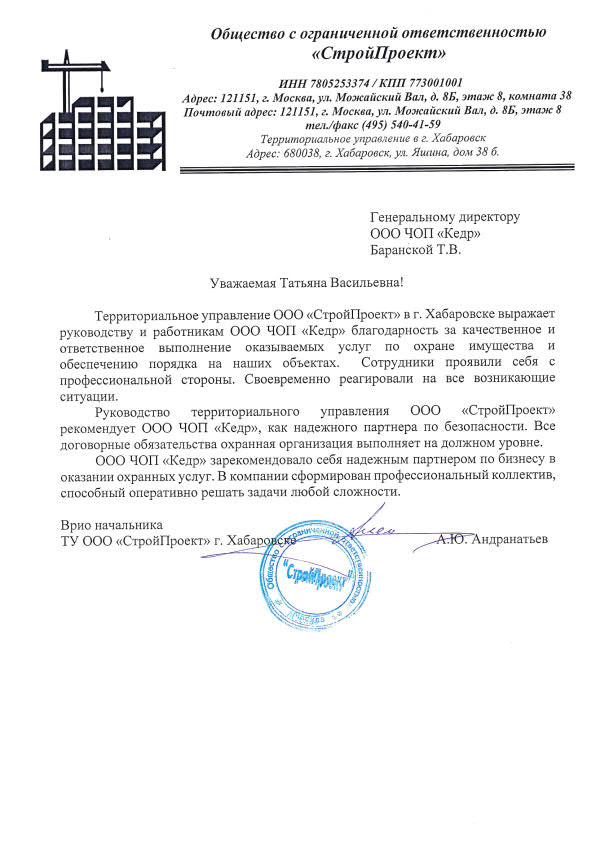 Общество с ограниченной ответственностью
«СтройПроект»
ИНН 7805253374 / КПП 773001001
Адрес: 121151, г. Москва, ул. Можайский Вал, д. 8Б, этаж 8, комната 38
Почтовый адрес: 121151, г. Москва, ул. Можайский Вал, д. 8Б, этаж 8
тел./факс (495) 540-41-59
Территориальное управление в г. Хабаровск
Адрес: 680038, г. Хабаровск, ул. Яшина, дом 38 б.
Генеральному директору
ООО ЧОП «Кедр»
Баранской Т.В.
Уважаемая Татьяна Васильевна!
Территориальное управление ООО «СтройПроект» в г. Хабаровске выражает
руководству и работникам ООО ЧОП «Кедр» благодарность за качественное и
ответственное выполнение оказываемых услуг по охране имущества и
обеспечению порядка на наших объектах. Сотрудники проявили себя с
профессиональной стороны. Своевременно реагировали на все возникающие
ситуации.
Руководство территориального управления ООО «СтройПроект»
рекомендует ООО ЧОП «Кедр», как надежного партнера по безопасности. Все
договорные обязательства охранная организация выполняет на должном уровне.
ООО ЧОП «Кедр» зарекомендовало себя надежным партнером по бизнесу в
оказании охранных услуг. В компании сформирован профессиональный коллектив,
способный оперативно решать задачи любой сложности.
Врио начальника
ТУ ООО «СтройПроект» г. Хабаровска
А.Ю. Андранатьев
Общество с ограниченной ответственностью
"СтройПроект"
Москва